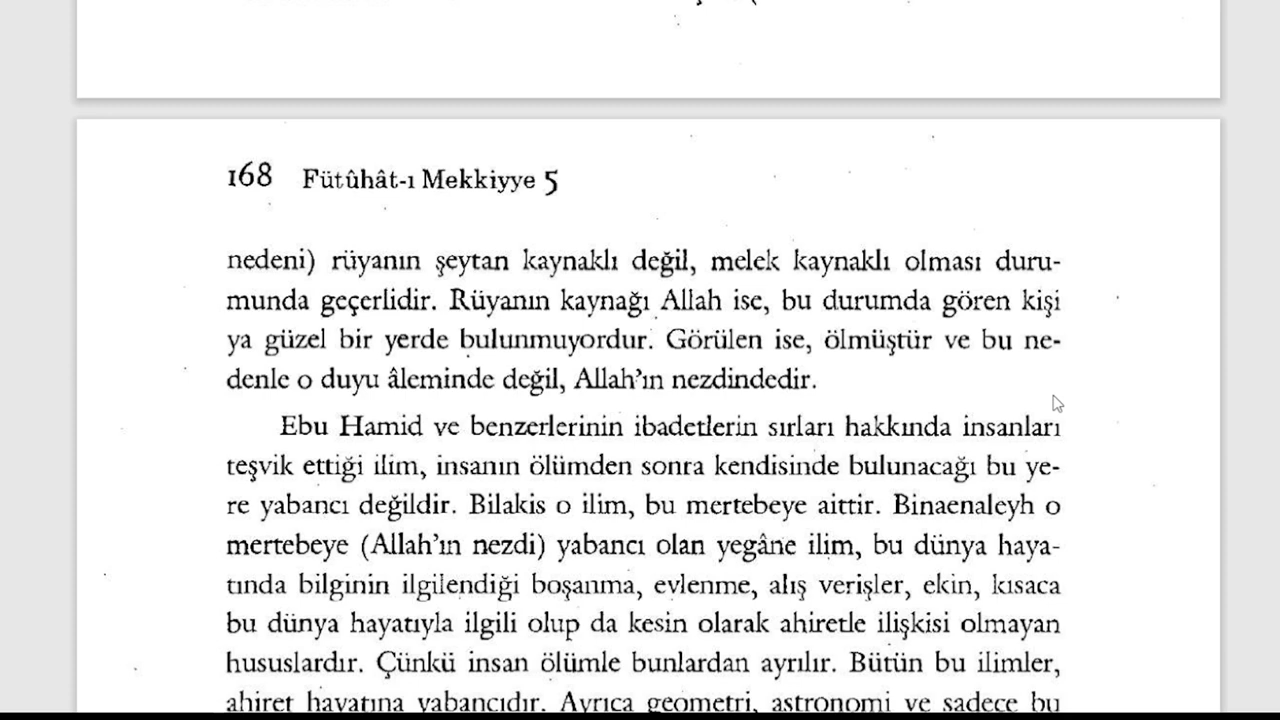 168 Fütûhât-ı Mekkiyye 5
nedeni) rüyanın şeytan kaynaklı değil, melek kaynaklı olması duru-
munda geçerlidir. Rüyanın kaynağı Allah ise, bu durumda gören kişi
ya güzel bir yerde bulunmuyordur. Görülen ise, ölmüştür ve bu ne-
denle o duyu âleminde değil, Allah'ın nezdindedir.
Ebu Hamid ve benzerlerinin ibadetlerin sırları hakkında insanları
teşvik ettiği ilim, insanın ölümden sonra kendisinde bulunacağı bu ye-
re yabancı değildir. Bilakis o ilim, bu mertebeye aittir. Binaenaleyh o
mertebeye (Allah'ın nezdi) yabancı olan yegâne ilim, bu dünya haya-
tında bilginin ilgilendiği boşanma, evlenme, alış verişler, ekin, kısaca
bu dünya hayatıyla ilgili olup da kesin olarak ahiretle ilişkisi olmayan
hususlardır. Çünkü insan ölümle bunlardan ayrılır. Bütün bu ilimler,
ahiret hayatına yabancıdır. Ayrıca geometri, astronomi ve sadece bu